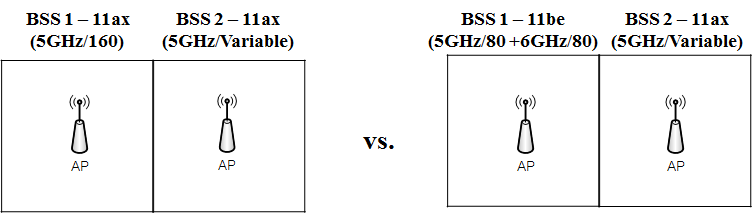 BSS 1 – 11ax
(5GHz/160)
BSS 2 – 11ax
(5GHz/Variable)
AP
AP
vs.
BSS 1 – 11be
(5GHz/80 +6GHz/80)
BSS 2 – 11ax
(5GHz/Variable)
AP
AP